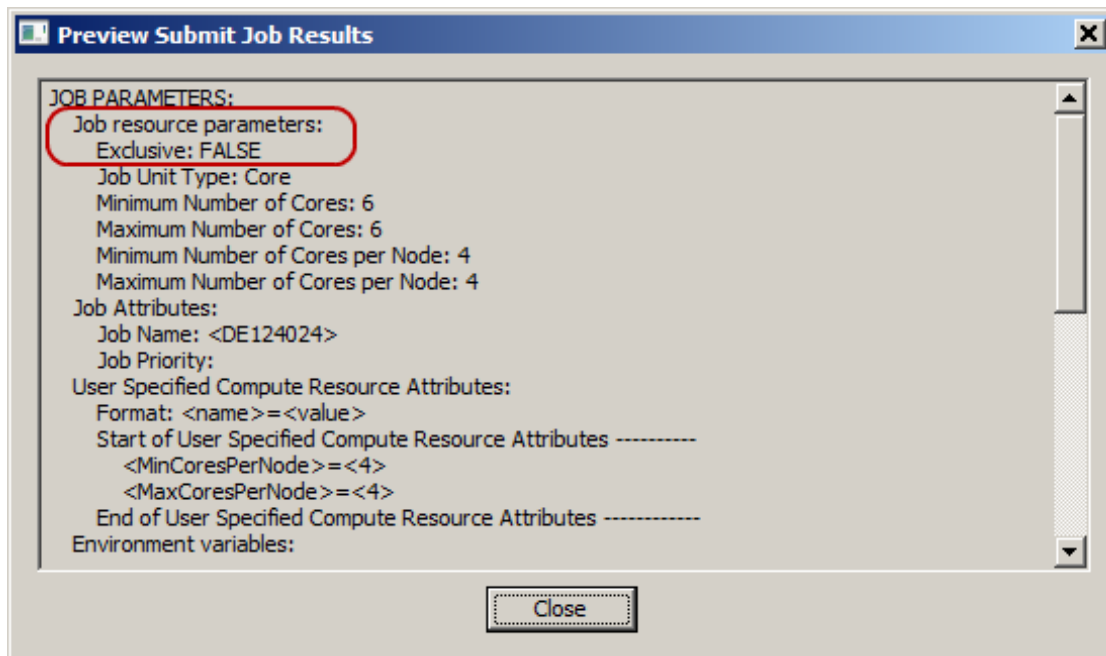 Preview Submit Job Results
JOB PARAMETERS:
Job resource parameters:
Exclusive: FALSE
Job Unit Type: Core
Minimum Number of Cores: 6
Maximum Number of Cores: 6
Minimum Number of Cores per Node: 4
Maximum Number of Cores per Node: 4
Job Attributes:
Job Name: <DE124024>
Job Priority:
User Specified Compute Resource Attributes:
Format: <name>=<value>
Start of User Specified Compute Resource Attributes ----------
<MinCoresPerNode>=<4>
<MaxCoresPerNode>=<4>
End of User Specified Compute Resource Attributes ------------
Environment variables:
Close